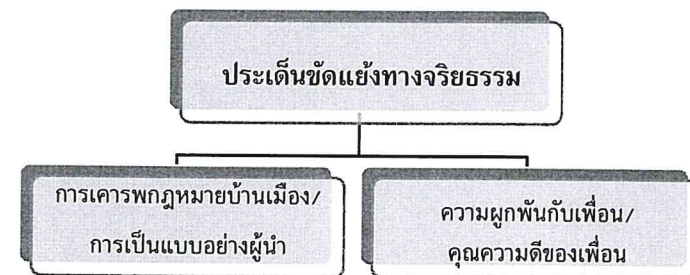 ประเด็นขัดแย้งทางจริยธรรม
การเคารพกฎหมายบ้านเมือง/
การเป็นแบบอย่างผู้นำ
ความผูกพันกับเพื่อน/
คุณความดีของเพื่อน